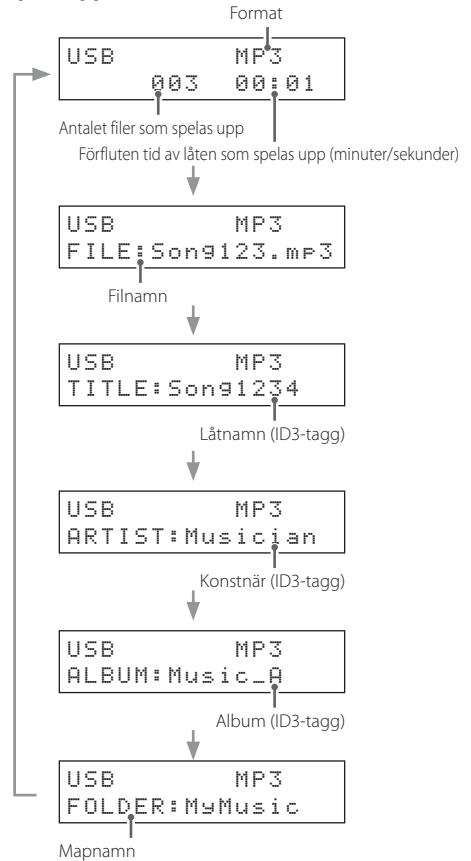 Format
USB MP3
003 00:01
Antalet filer som spelas upp
Förfluten tid av låten som spelas upp (minuter/sekunder)
USB MP3
FILE:Song123.mp3
Filnamn
USB MP3
TITLE:Song1234
Låtnamn (ID3-tagg)
USB MP3
ARTIST:Musician
Konstnär (ID3-tagg)
USB MP3
ALBUM:Music_A
Album (ID3-tagg)
USB MP3
FOLDER:MyMusic
Mapnamn